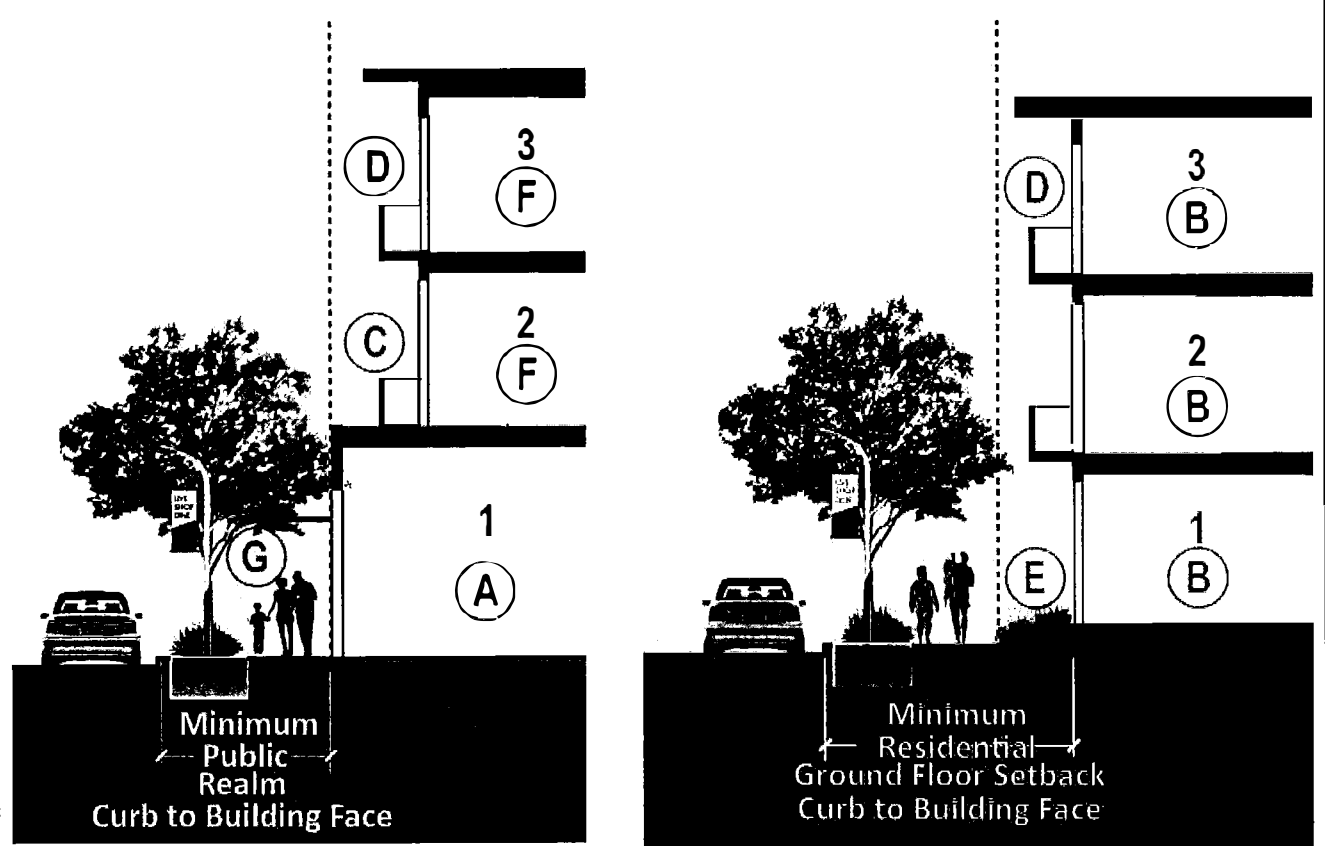 3
D
F
2
C
F
1
G
A
Minimum
Public
Realm
Curb to Building Face
3
D
B
2
B
1
E
B
Minimum
Residential
Ground Floor Setback
Curb to Building Face